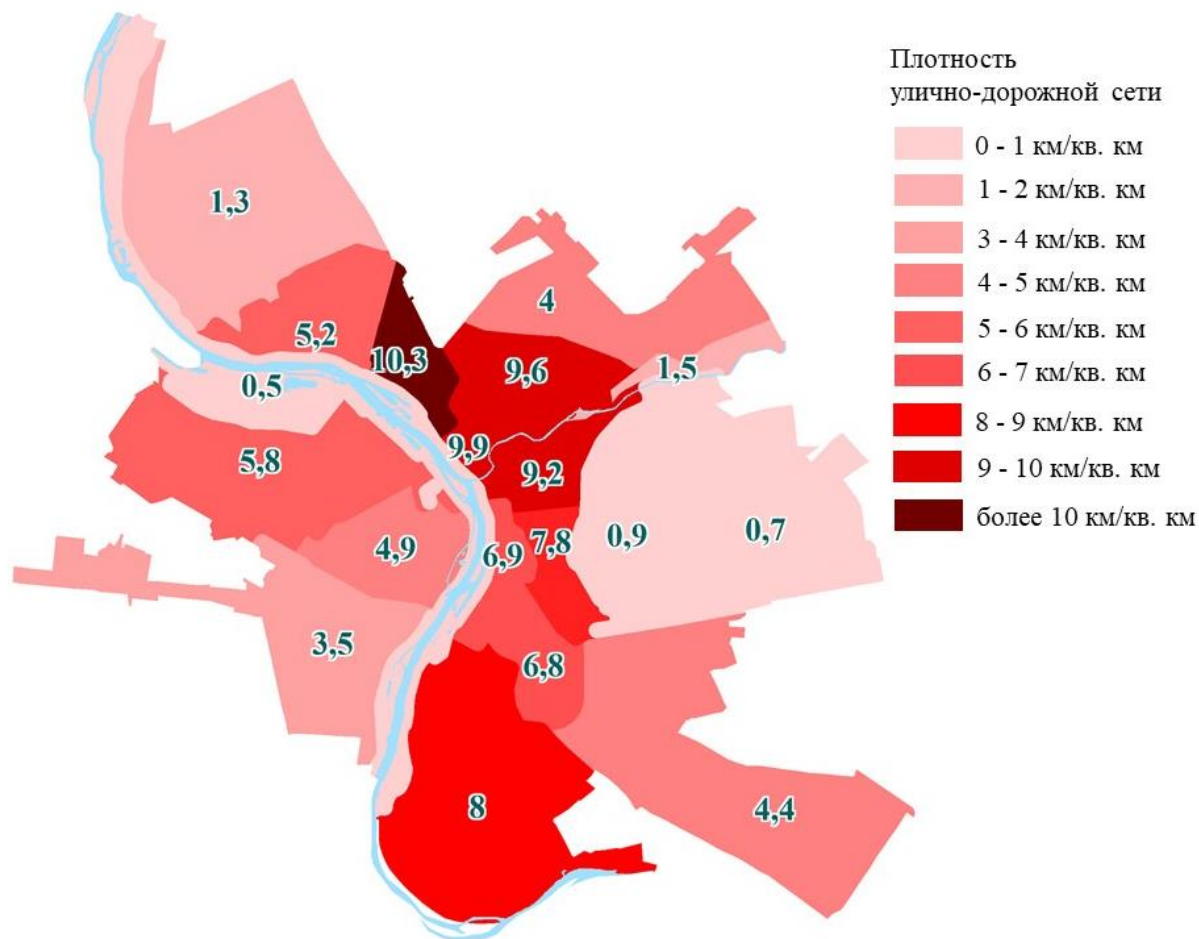 Плотность
улично-дорожной сети
0 - 1 км/кв. км
1 - 2 км/кв. км
3 - 4 км/кв. км
4 - 5 км/кв. км
5 - 6 км/кв. км
6 - 7 км/кв. км
8 - 9 км/кв. км
9 - 10 км/кв. км
более 10 км/кв. км
1,3
4
5,2
10,3
9,6
1,5
0,5
9,9
5,8
9,2
4,9
6,9
7,8
0,9
0,7
3,5
6,8
8
4,4